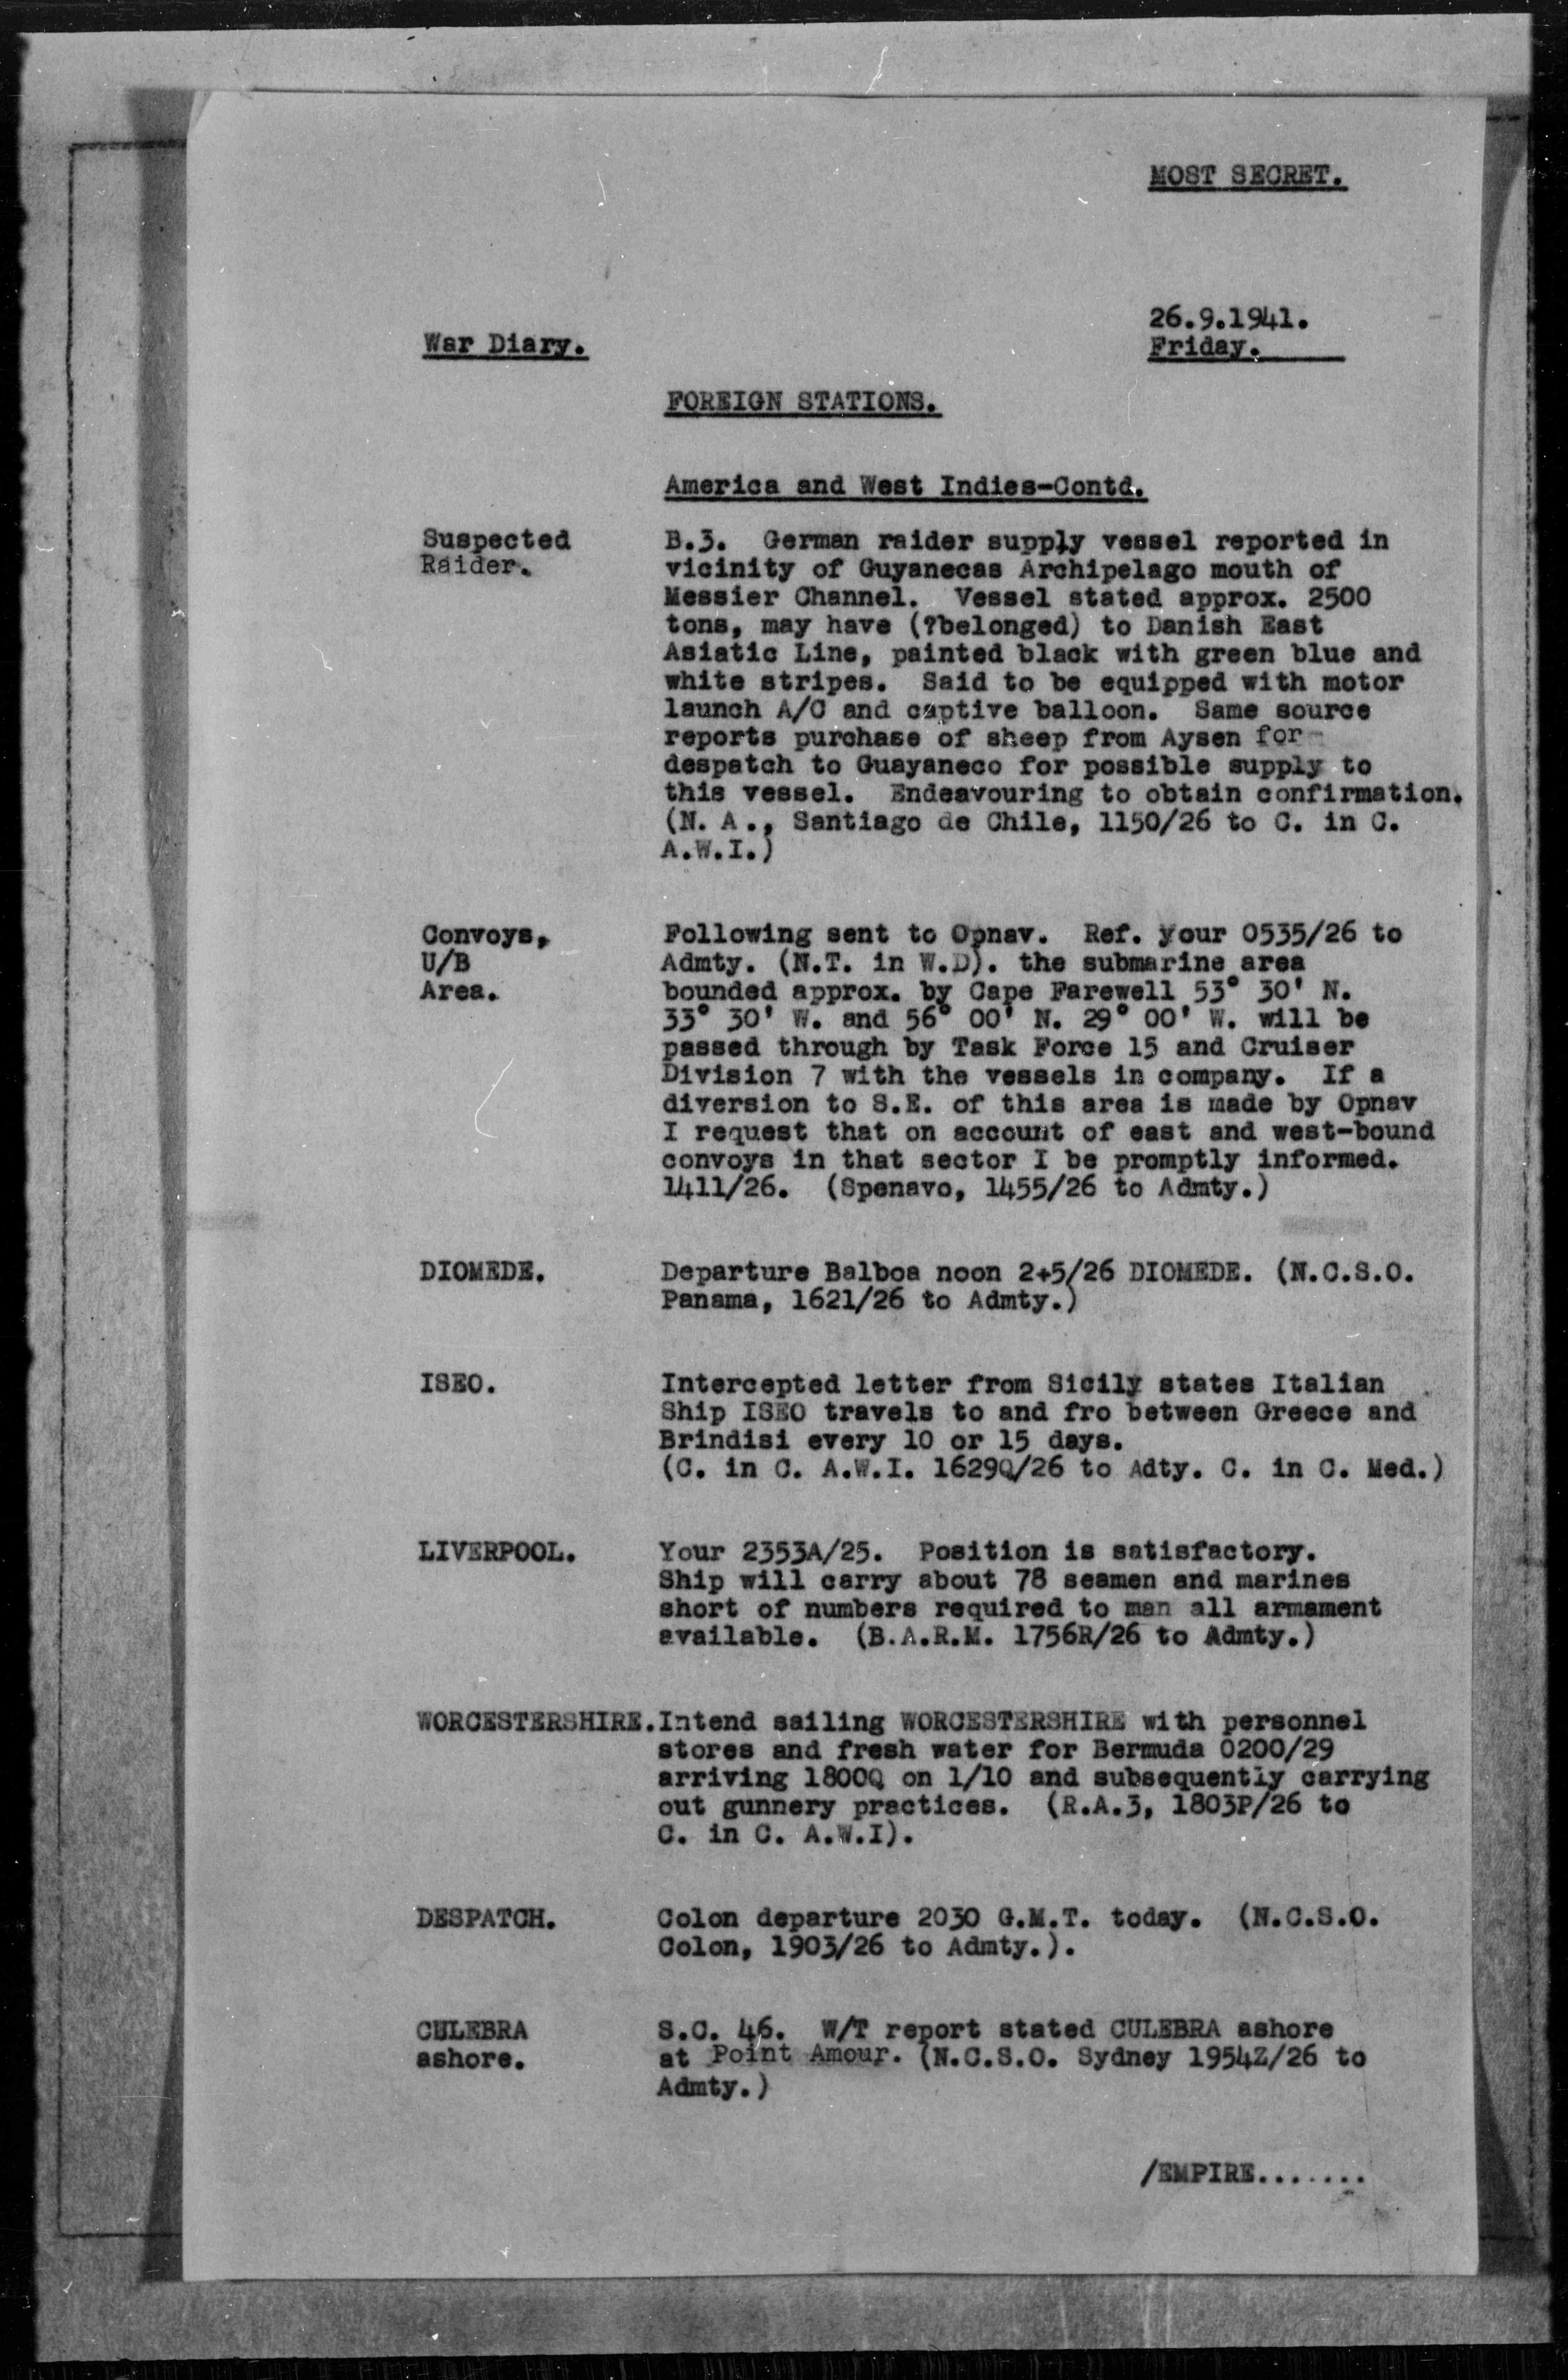 MOST SECRET.
26.9.1941.
War Diary.
Friday.
FOREIGN STATIONS.
America and West Indies-Contd.
Suspected
Raider.
B.3. German raider supply vessel reported in
vicinity of Guyanecas Archipelago mouth of
Messier Channel. Vessel stated approx. 2500
tons, may have (?belonged) to Danish East
Asiatic Line, painted black with green blue and
white stripes. Said to be equipped with motor
launch A/C and captive balloon. Same source
reports purchase of sheep from Aysen for
despatch to Guayaneco for possible supply to
this vessel. Endeavouring to obtain confirmation.
(N. A., Santiago de Chile, 1150/26 to C. in C.
A.W.I.)
Convoys,
U/B
Area.
Following sent to Opnav. Ref. your 0535/26 to
Admty. (N.T. in W.D). the submarine area
bounded approx. by Cape Farewell 53° 30' N.
33° 30' W. and 56° 00' N. 29° 00' W. will be
passed through by Task Force 15 and Cruiser
Division 7 with the vessels in company. If a
diversion to S.E. of this area is made by Opnav
I request that on account of east and west-bound
convoys in that sector I be promptly informed.
1411/26. (Spenavo, 1455/26 to Admty.)
DIOMEDE.
Departure Balboa noon 2+5/26 DIOMEDE. (N.C.S.O.
Panama, 1621/26 to Admty.)
ISEO.
Intercepted letter from Sicily states Italian
Ship ISEO travels to and fro between Greece and
Brindisi every 10 or 15 days.
(C. in C. A.W.I. 1629Q/26 to Adty. C. in C. Med.)
LIVERPOOL.
Your 2353A/25. Position is satisfactory.
Ship will carry about 78 seamen and marines
short of numbers required to man all armament
available. (B.A.R.M. 1756R/26 to Admty.)
WORCESTERSHIRE. Intend sailing WORCESTERSHIRE with personnel
stores and fresh water for Bermuda 0200/29
arriving 1800Q on 1/10 and subsequently carrying
out gunnery practices. (R.A.3, 1803P/26 to
C. in C. A.W.I).
DESPATCH.
Colon departure 2030 G.M.T. today. (N.C.S.O.
Colon, 1903/26 to Admty.).
CULEBRA
ashore.
S.C. 46. W/T report stated CULEBRA ashore
at Point Amour. (N.C.S.O. Sydney 1954Z/26 to
Admty.)
/EMPIRE.......